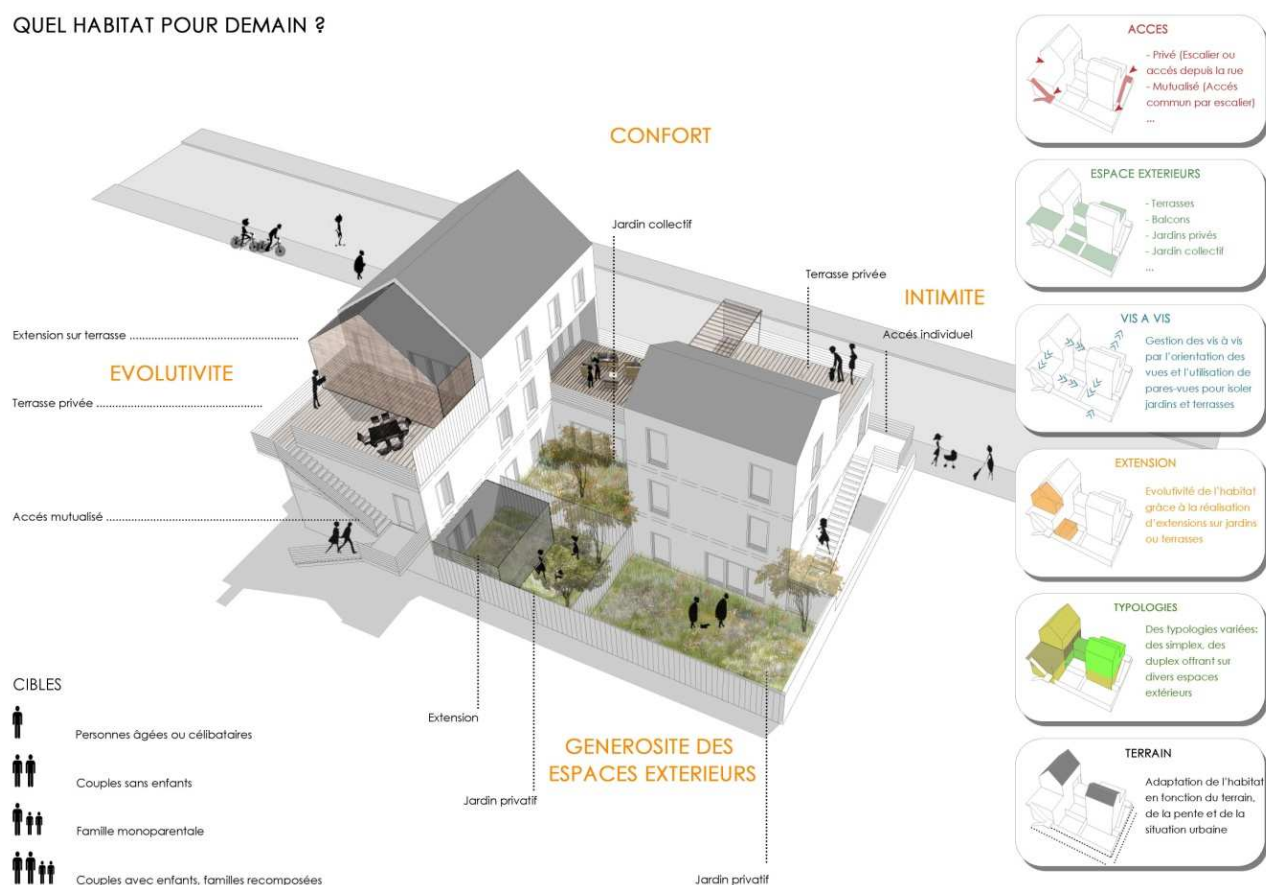 QUEL HABITAT POUR DEMAIN ?
CONFORT
Jardin collectif
Terrasse privée
INTIMITE
Accés individuel
Extension sur terrasse
EVOLUTIVITE
Terrasse privée
Accés mutualisé
Extension
GENEROSITE DES
ESPACES EXTERIEURS
Jardin privatif
Jardin privatif
CIBLES
Personnes âgées ou célibataires
Couples sans enfants
Famille monoparentale
Couples avec enfants, familles recomposées
ACCES
- Privé (Escalier ou
accés depuis la rue
- Mutualisé (Accés
commun par escalier)
...
ESPACE EXTERIEURS
- Terrasses
- Balcons
- Jardins privés
- Jardin collectif
...
VIS A VIS
Gestion des vis à vis
par l'orientation des
vues et l'utilisation de
pares-vues pour isoler
jardins et terrasses
EXTENSION
Evolutivité de l'habitat
grâce à la réalisation
d'extensions sur jardins
ou terrasses
TYPOLOGIES
Des typologies variées:
des simplex, des
duplex offrant sur
divers espaces
extérieurs
TERRAIN
Adaptation de l'habitat
en fonction du terrain,
de la pente et de la
situation urbaine